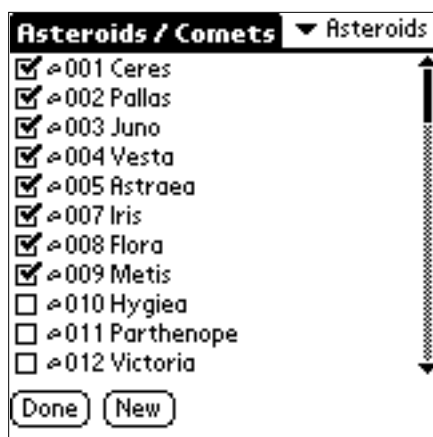 Asteroids / Comets Asteroids
001 Ceres
002 Pallas
003 Juno
004 Vesta
005 Astraea
007 Iris
008 Flora
009 Metis
010 Hygiea
011 Parthenope
012 Victoria
Done New